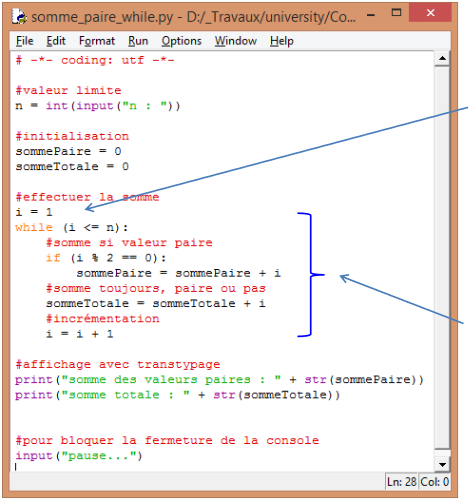 somme_paire_while.py - D:/_Travaux/university/Co...
File Edit Format Run Options Window Help
# -*- coding: utf -*-
#valeur limite
n = int(input("n : "))
#initialisation
sommePaire = 0
sommeTotale = 0
#effectuer la somme
i = 1
while (i <= n):
    #somme si valeur paire
    if (i % 2 == 0):
        sommePaire = sommePaire + i
    #somme toujours, paire ou pas
    sommeTotale = sommeTotale + i
    #incrémentation
    i = i + 1
#affichage avec transtypage
print("somme des valeurs paires : " + str(sommePaire))
print("somme totale : " + str(sommeTotale))
#pour bloquer la fermeture de la console
input("pause...")
Ln: 28 Col: 0